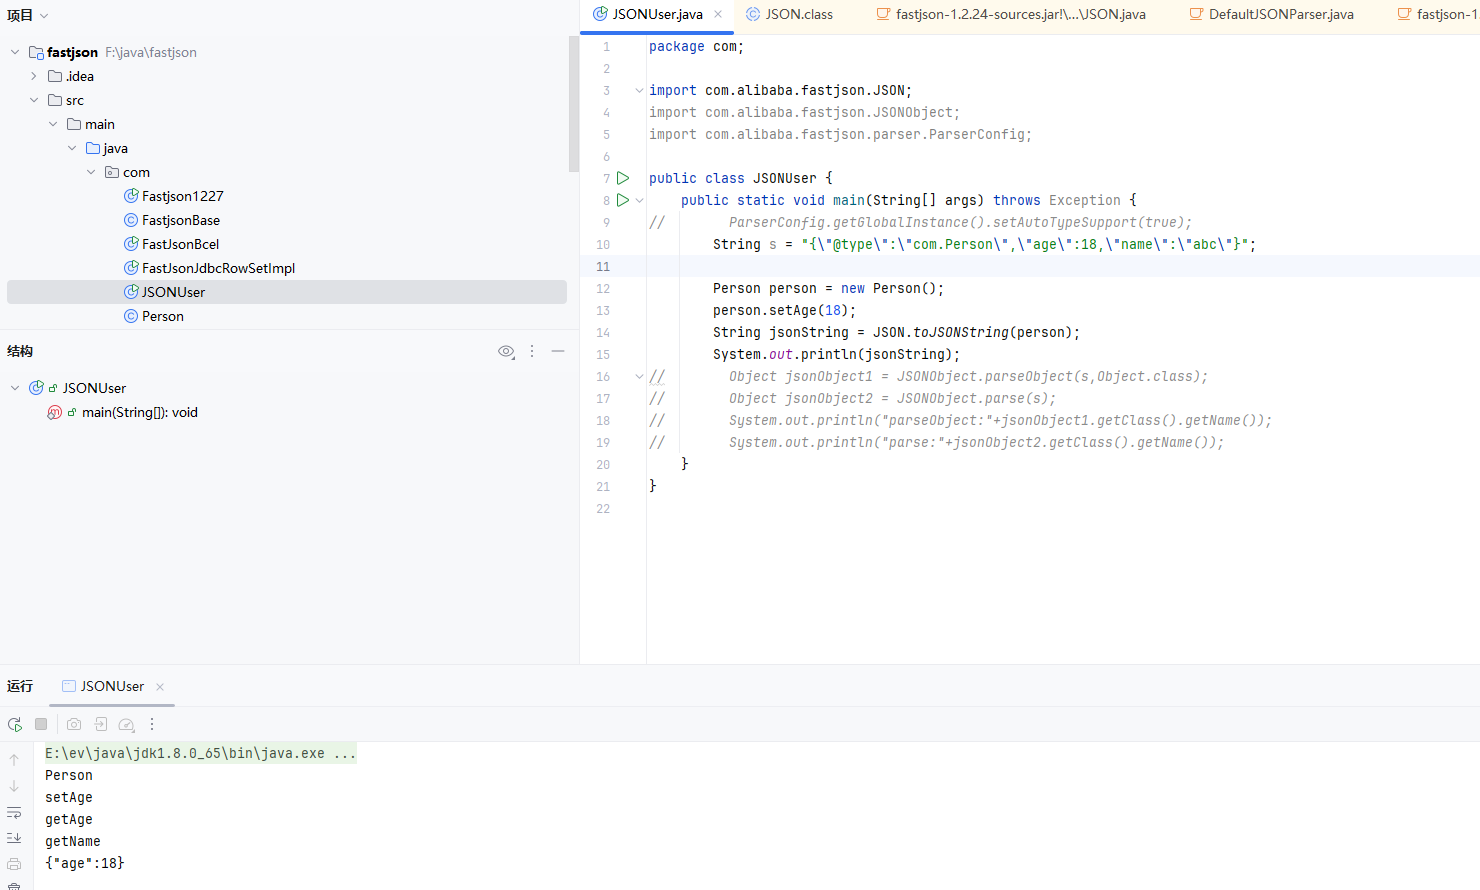 项目
fastjson F:\java\fastjson
.idea
src
main
java
com
Fastjson1227
FastjsonBase
FastJsonBcel
FastJsonJdbcRowSetImpl
JSONUser
Person
结构
JSONUser
main(String[]): void
JSONUser.java JSON.class fastjson-1.2.24-sources.jar!\...\JSON.java DefaultJSONParser.java fastjson-1.
1 package com;
2
3 import com.alibaba.fastjson.JSON;
4 import com.alibaba.fastjson.JSONObject;
5 import com.alibaba.fastjson.parser.ParserConfig;
6
7 public class JSONUser {
8 public static void main(String[] args) throws Exception {
9 // ParserConfig.getGlobalInstance().setAutoTypeSupport(true);
10 String s = "{\"@type\":\"com.Person\",\"age\":18,\"name\":\"abc\"}";
11
12 Person person = new Person();
13 person.setAge(18);
14 String jsonString = JSON.toJSONString(person);
15 System.out.println(jsonString);
16 // Object jsonObject1 = JSONObject.parseObject(s,Object.class);
17 // Object jsonObject2 = JSONObject.parse(s);
18 // System.out.println("parseObject:"+jsonObject1.getClass().getName());
19 // System.out.println("parse:"+jsonObject2.getClass().getName());
20 }
21 }
22
运行 JSONUser
E:\ev\java\jdk1.8.0_65\bin\java.exe ...
Person
setAge
getAge
getName
{"age":18}